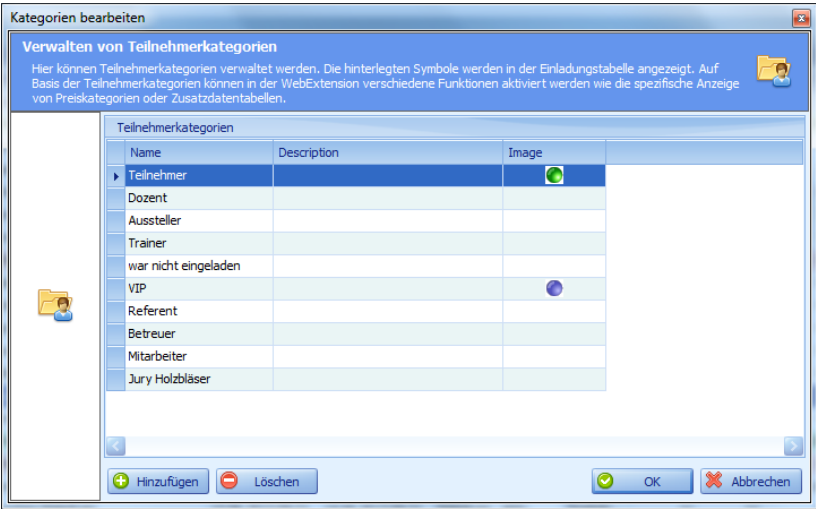 Kategorien bearbeiten
Verwalten von Teilnehmerkategorien
Hier können Teilnehmerkategorien verwaltet werden. Die hinterlegten Symbole werden in der Einladungstabelle angezeigt. Auf
Basis der Teilnehmerkategorien können in der WebExtension verschiedene Funktionen aktiviert werden wie die spezifische Anzeige
von Preiskategorien oder Zusatzdatentabellen.
Teilnehmerkategorien
Name Description Image
Teilnehmer
Dozent
Aussteller
Trainer
war nicht eingeladen
VIP
Referent
Betreuer
Mitarbeiter
Jury Holzbläser
Hinzufügen Löschen OK Abbrechen